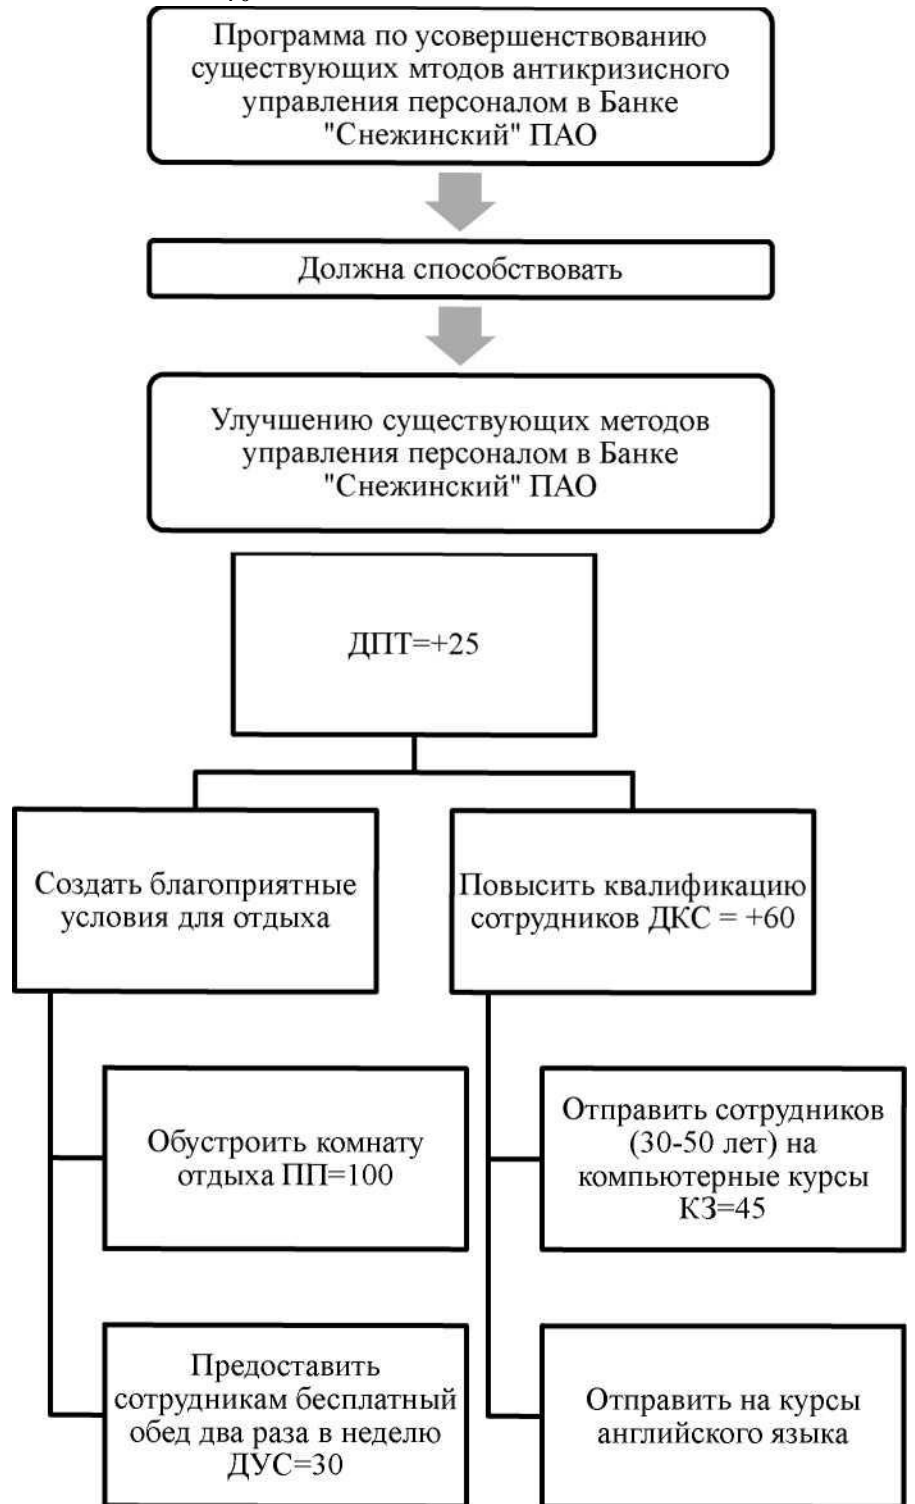 Программа по усовершенствованию
существующих мтодов антикризисного
управления персоналом в Банке
"Снежинский" ПАО
Должна способствовать
Улучшению существующих методов
управления персоналом в Банке
"Снежинский" ПАО
ДПТ=+25
Создать благоприятные
условия для отдыха
Повысить квалификацию
сотрудников ДКС = +60
Обустроить комнату
отдыха ПП=100
Отправить сотрудников
(30-50 лет) на
компьютерные курсы
КЗ=45
Предоставить
сотрудникам бесплатный
обед два раза в неделю
ДУС=30
Отправить на курсы
английского языка